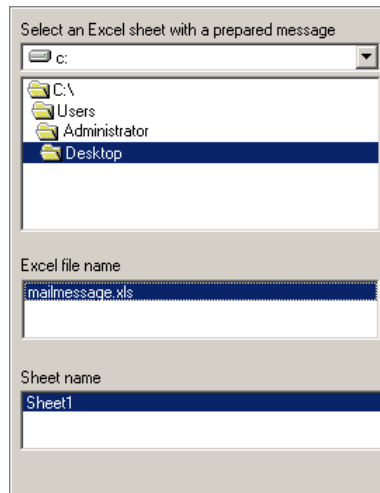 Select an Excel sheet with a prepared message
c:
C:\
Users
Administrator
Desktop
Excel file name
mailmessage.xls
Sheet name
Sheet1